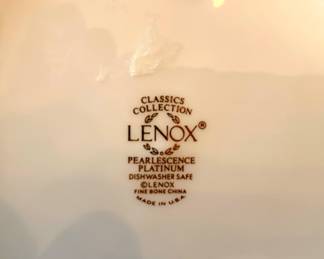 CLASSICS
COLLECTION
LENOX®
PEARLESCENCE
PLATINUM
DISHWASHER SAFE
©LENOX
FINE BONE CHINA
MADE IN U.S.A.